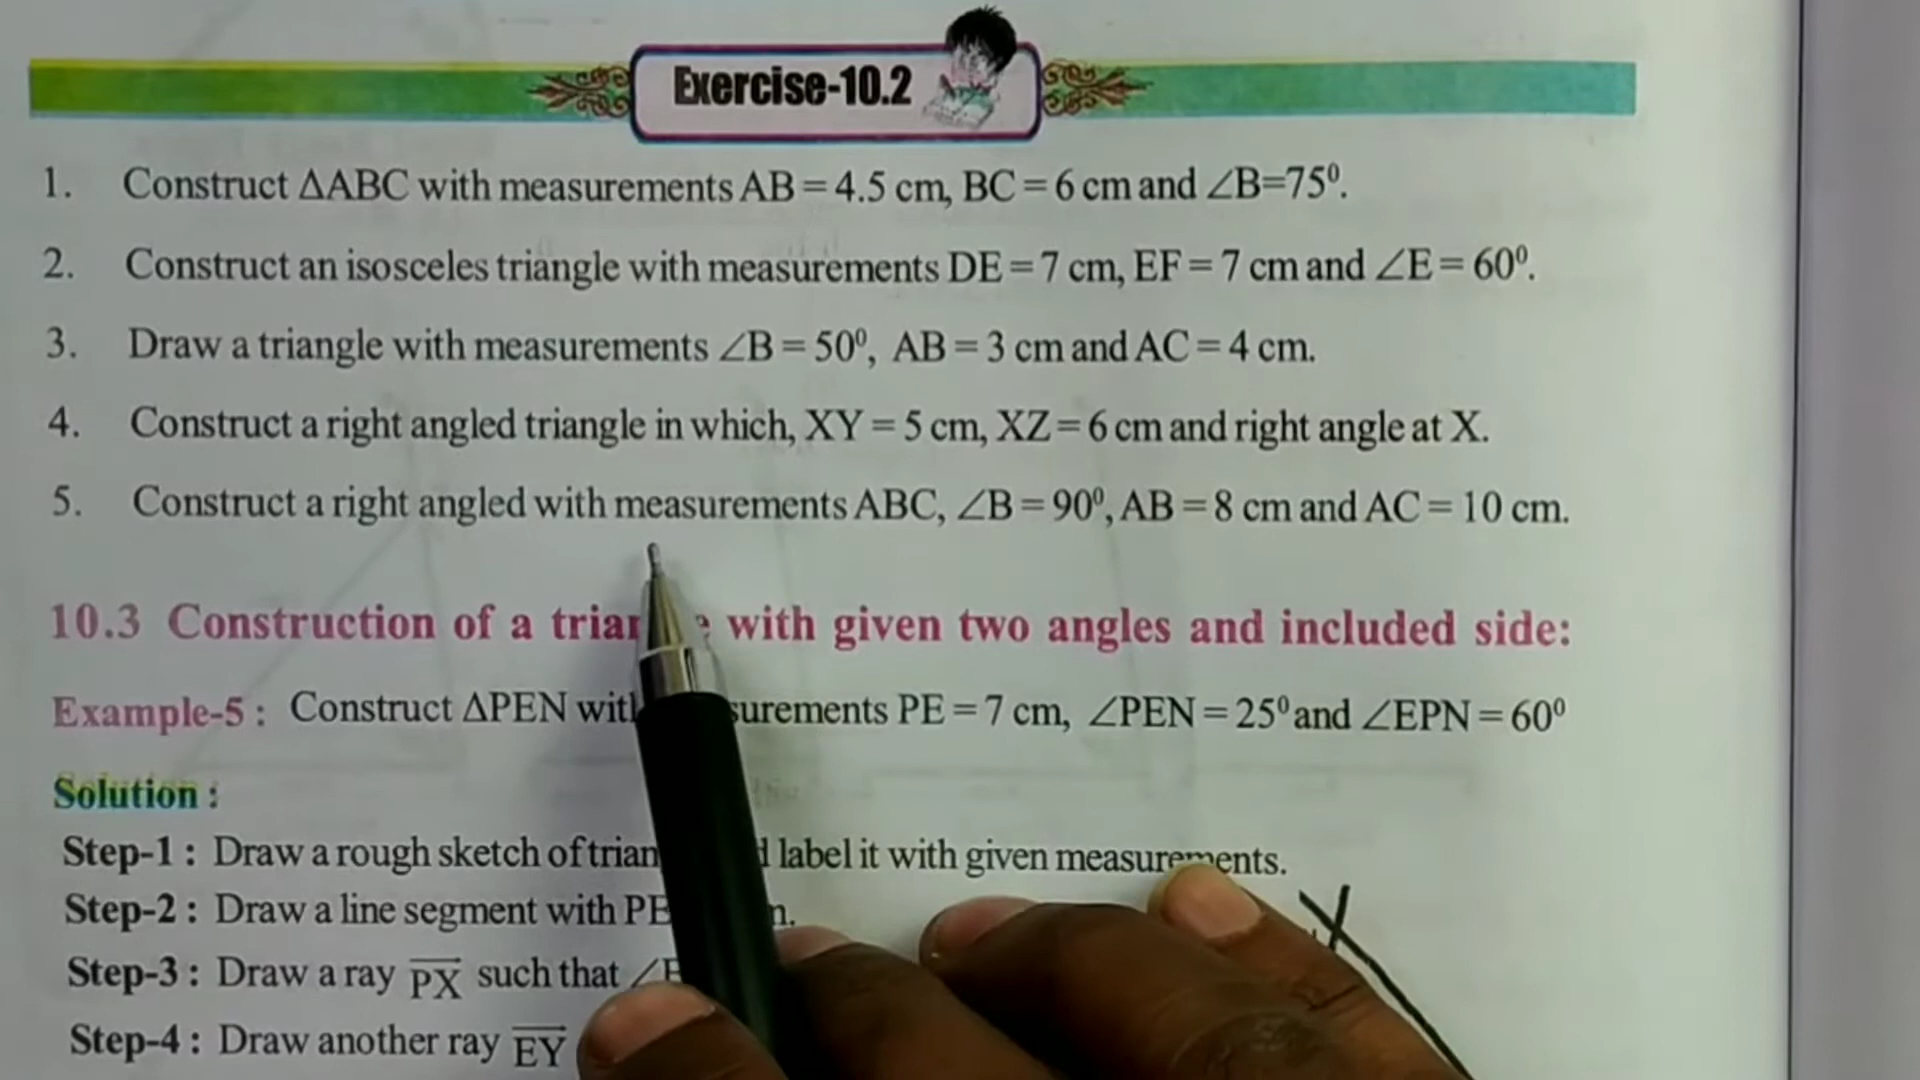 Exercise-10.2
1. Construct ΔABC with measurements AB = 4.5 cm, BC = 6 cm and ∠B=75⁰.
2. Construct an isosceles triangle with measurements DE = 7 cm, EF = 7 cm and ∠E = 60⁰.
3. Draw a triangle with measurements ∠B = 50⁰, AB = 3 cm and AC = 4 cm.
4. Construct a right angled triangle in which, XY = 5 cm, XZ = 6 cm and right angle at X.
5. Construct a right angled with measurements ABC, ∠B = 90⁰, AB = 8 cm and AC = 10 cm.
10.3 Construction of a with given two angles and included side:
Example-5 : Construct ΔPEN PE = 7 cm, ∠PEN = 25⁰ and ∠EPN = 60⁰
Solution :
Step-1 : Draw a rough sketch of label it with given measurements.
Step-2 : Draw a line segment with
Step-3 : Draw a ray PX such that
Step-4 : Draw another ray EY